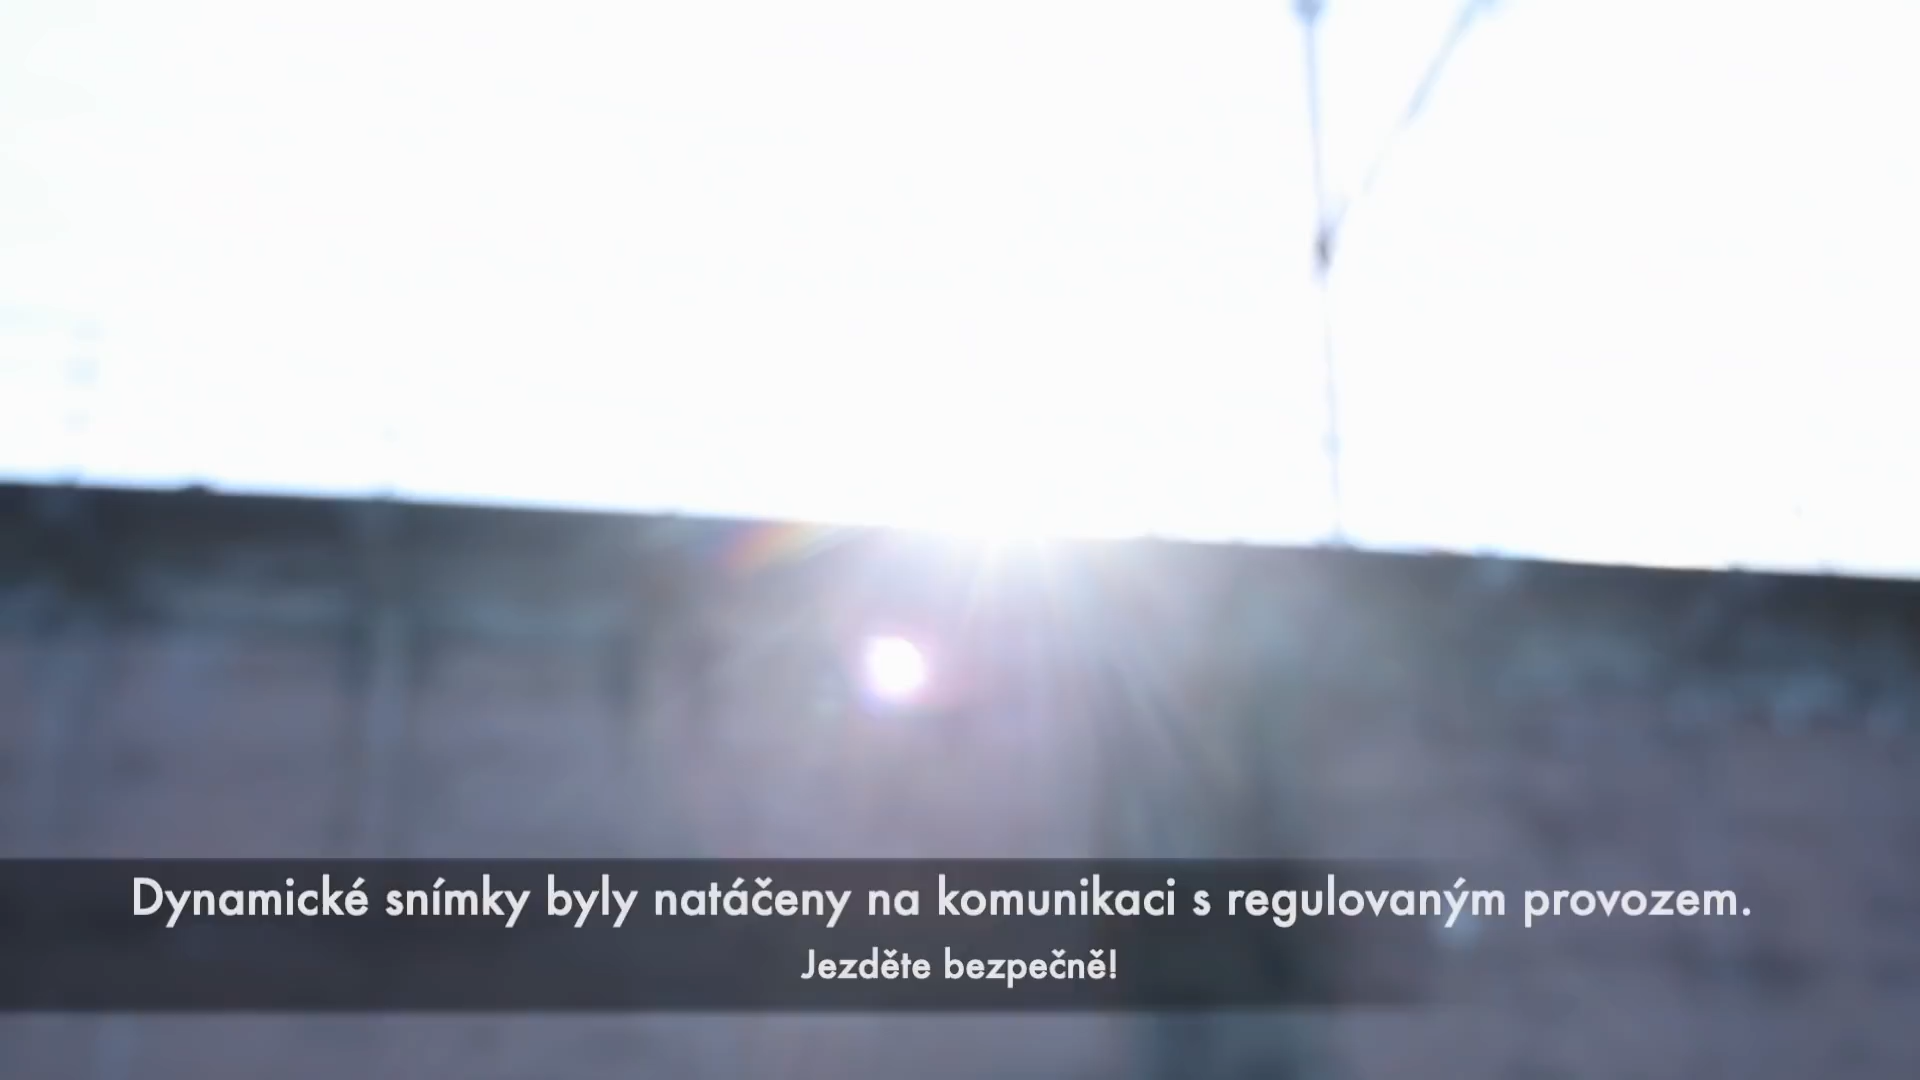 Dynamické snímky byly natáčeny na komunikaci s regulovaným provozem.
Jezděte bezpečně!